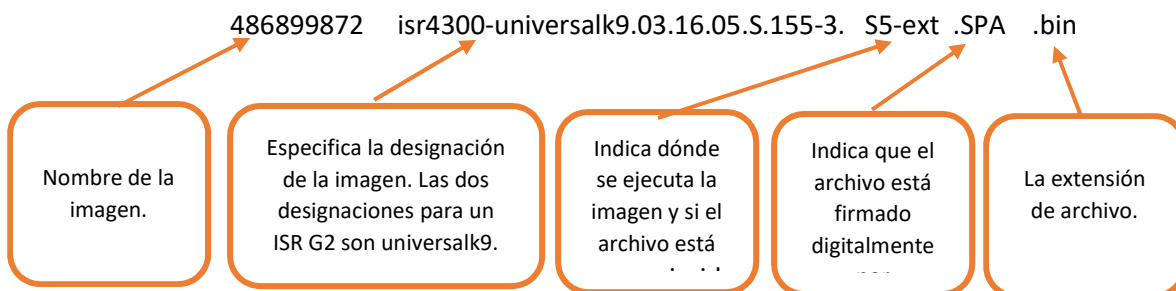 486899872 isr4300-universalk9.03.16.05.S.155-3. S5-ext .SPA .bin
Nombre de la
imagen.
Especifica la designación
de la imagen. Las dos
designaciones para un
ISR G2 son universalk9.
Indica dónde
se ejecuta la
imagen y si el
archivo está
Indica que el
archivo está
firmado
digitalmente
La extensión
de archivo.